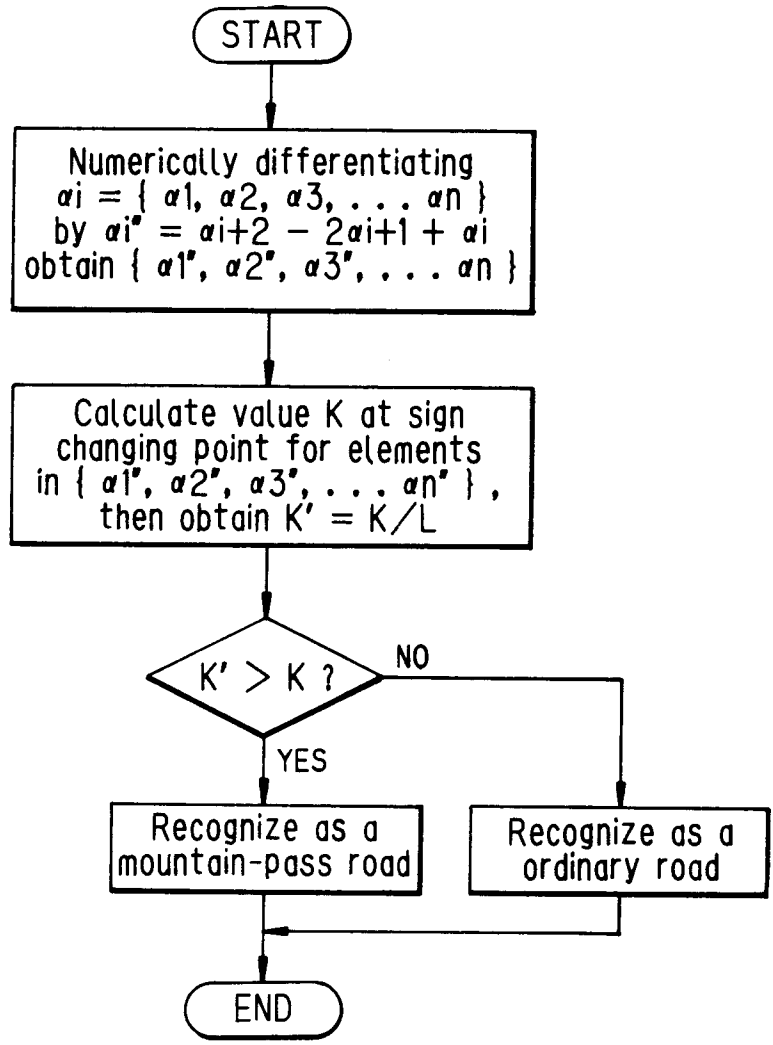 START
Numerically differentiating
αi = { α1, α2, α3, . . . αn }
by αi" = αi+2 − 2αi+1 + αi
obtain { α1", α2", α3", . . . αn }
Calculate value K at sign
changing point for elements
in { α1", α2", α3", . . . αn" } ,
then obtain K' = K/L
K' > K ?
NO
YES
Recognize as a
mountain-pass road
Recognize as a
ordinary road
END